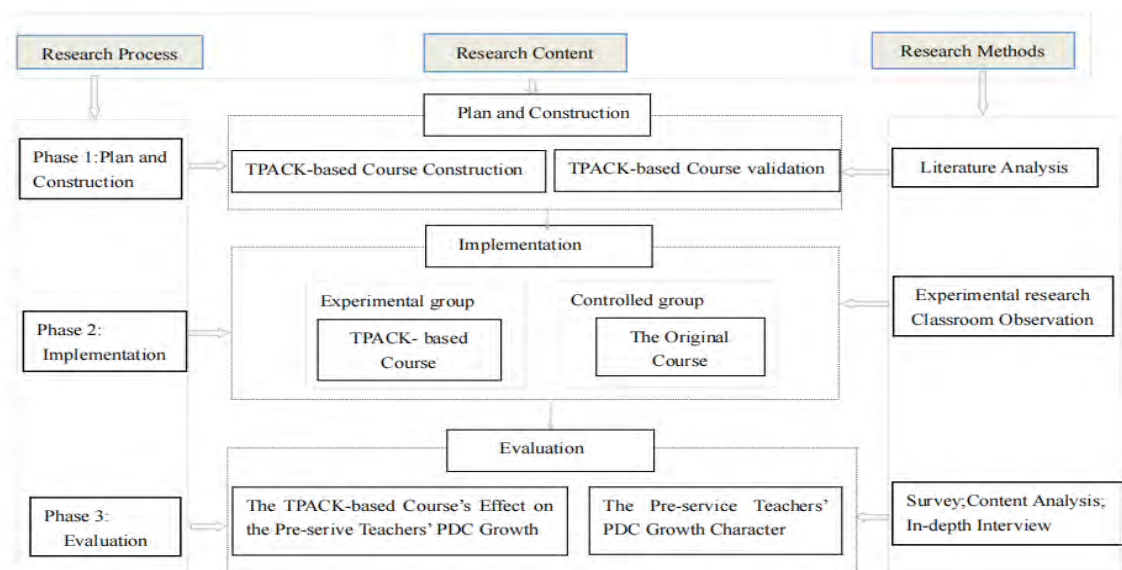 Research Process
Research Content
Research Methods
Plan and Construction
Phase 1:Plan and
Construction
TPACK-based Course Construction
TPACK-based Course validation
Literature Analysis
Implementation
Phase 2:
Implementation
Experimental group
TPACK- based
Course
Controlled group
The Original
Course
Experimental research
Classroom Observation
Evaluation
Phase 3:
Evaluation
The TPACK-based Course's Effect on
the Pre-serive Teachers' PDC Growth
The Pre-service Teachers'
PDC Growth Character
Survey;Content Analysis;
In-depth Interview